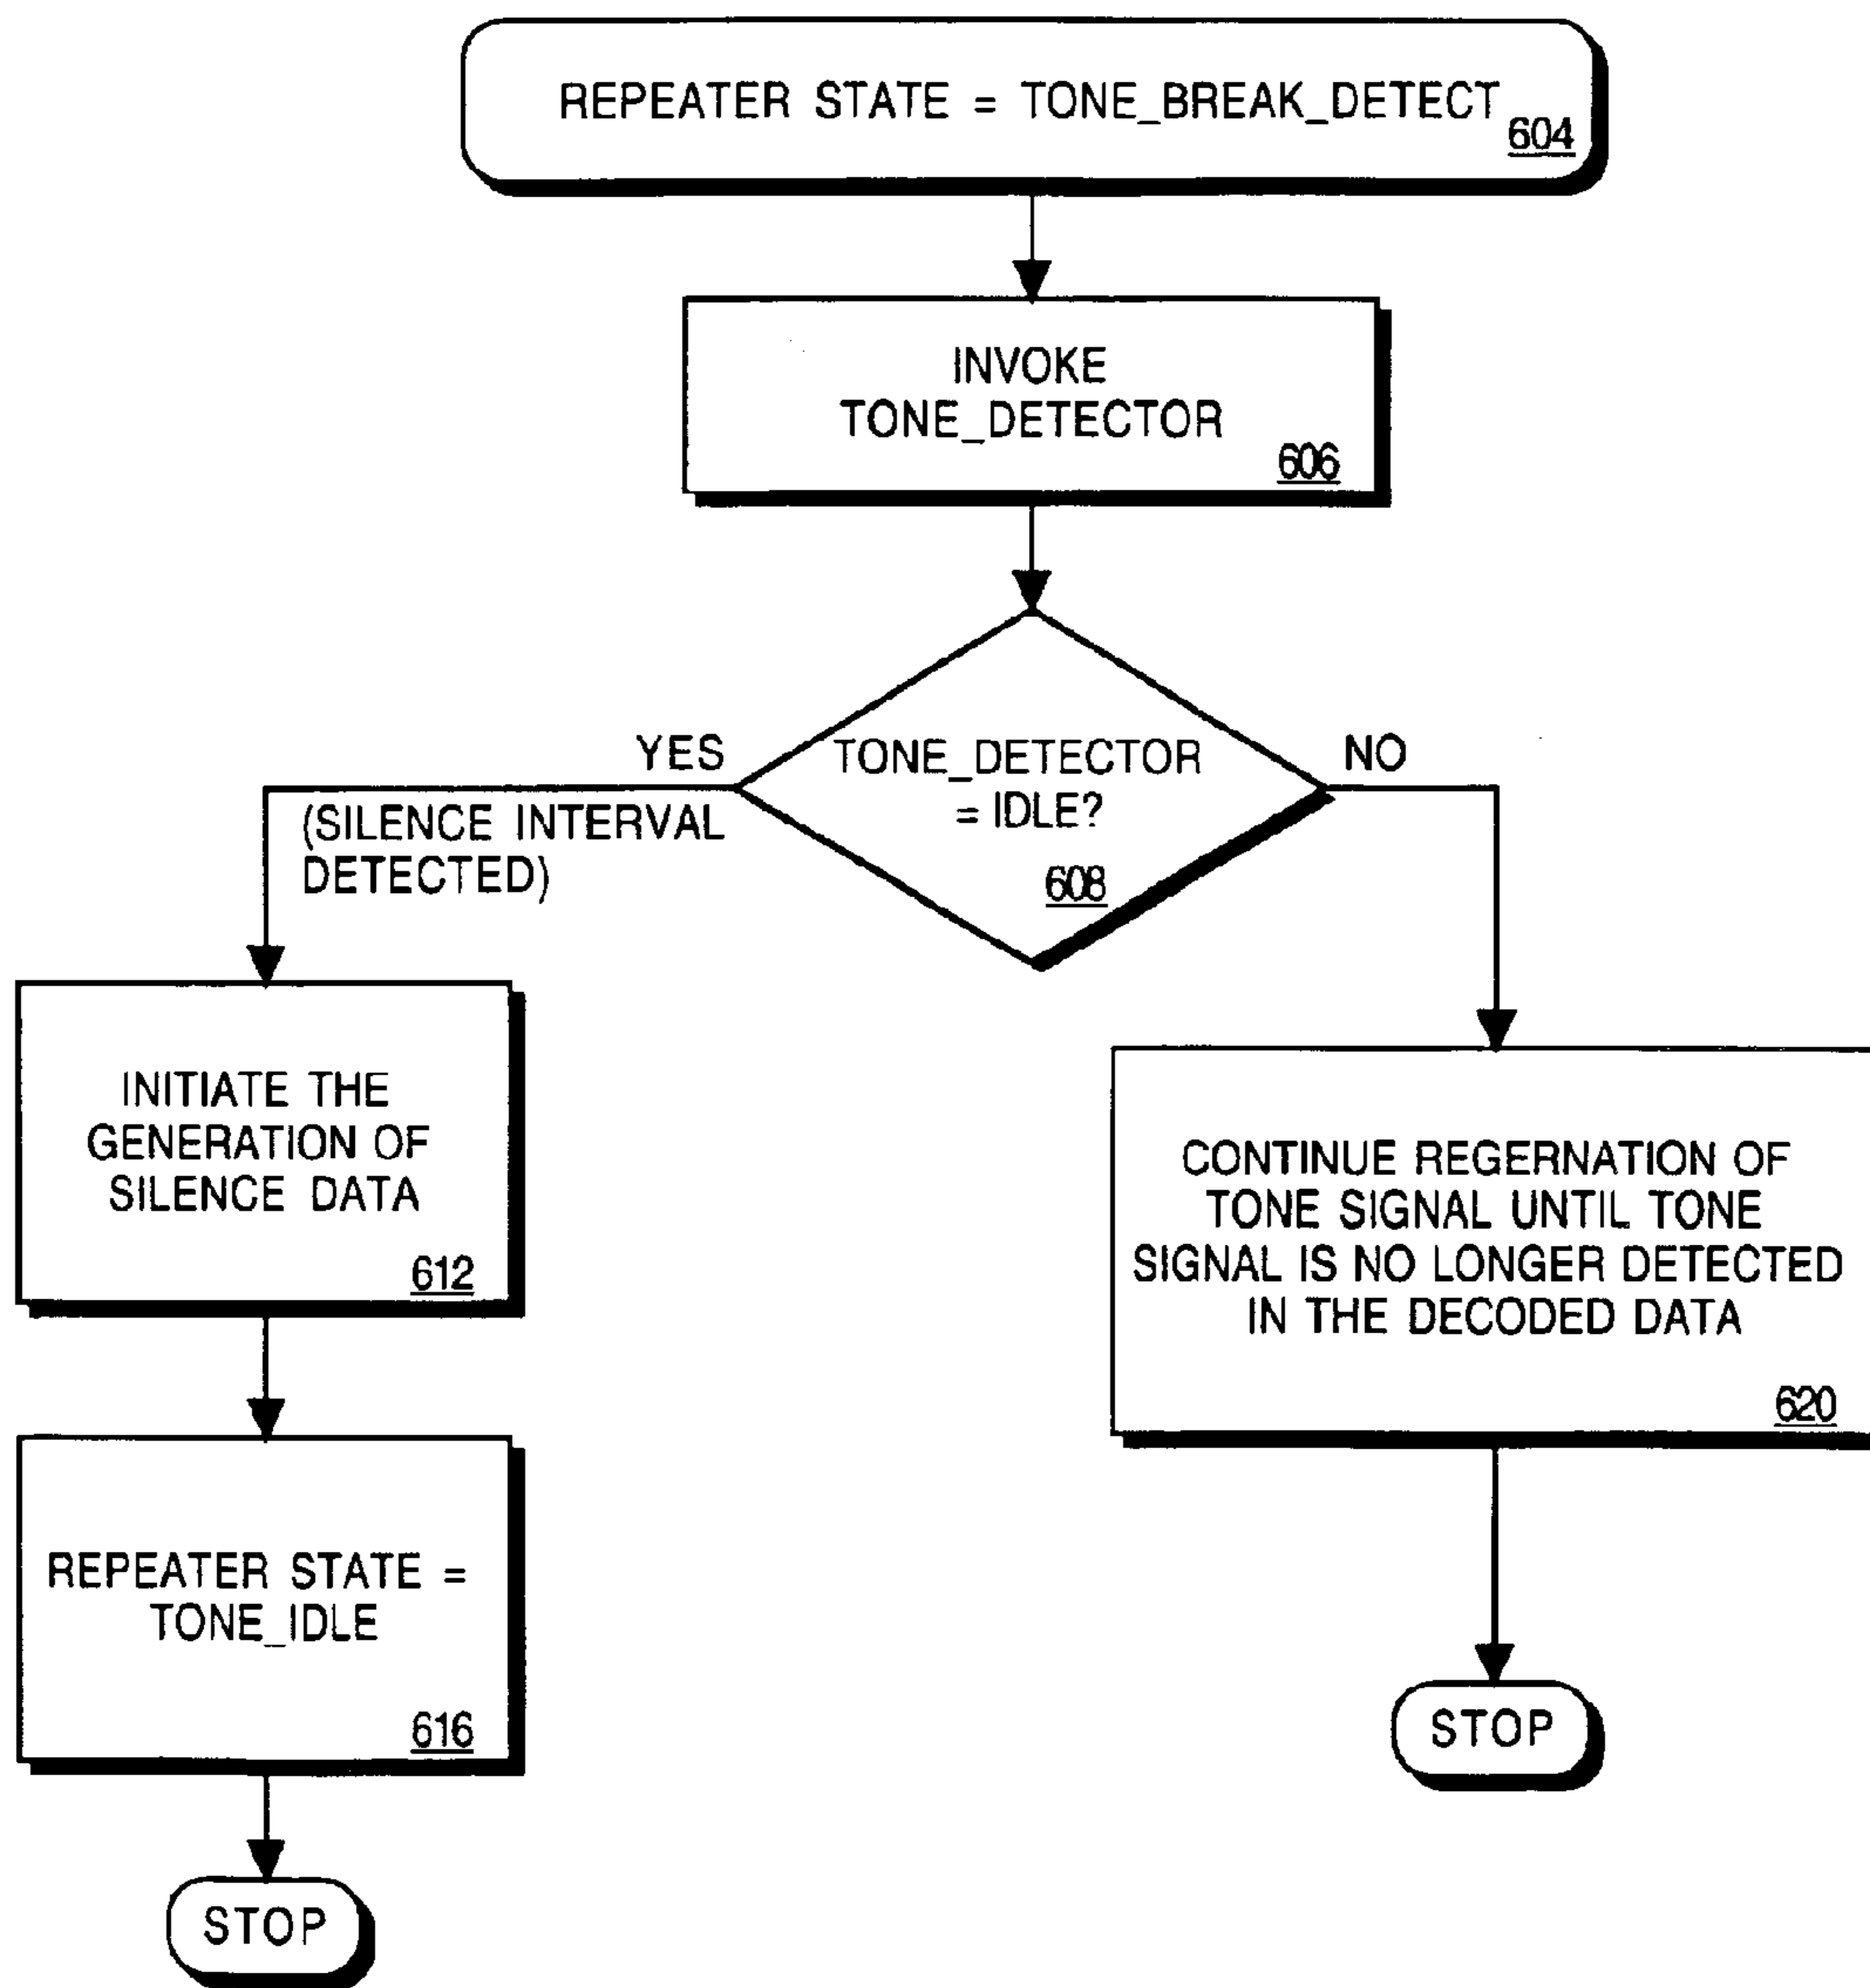 REPEATER STATE = TONE_BREAK_DETECT
604
INVOKE
TONE_DETECTOR
606
TONE_DETECTOR
= IDLE?
608
YES
(SILENCE INTERVAL
DETECTED)
NO
INITIATE THE
GENERATION OF
SILENCE DATA
612
REPEATER STATE =
TONE_IDLE
616
STOP
CONTINUE REGERNATION OF
TONE SIGNAL UNTIL TONE
SIGNAL IS NO LONGER DETECTED
IN THE DECODED DATA
620
STOP